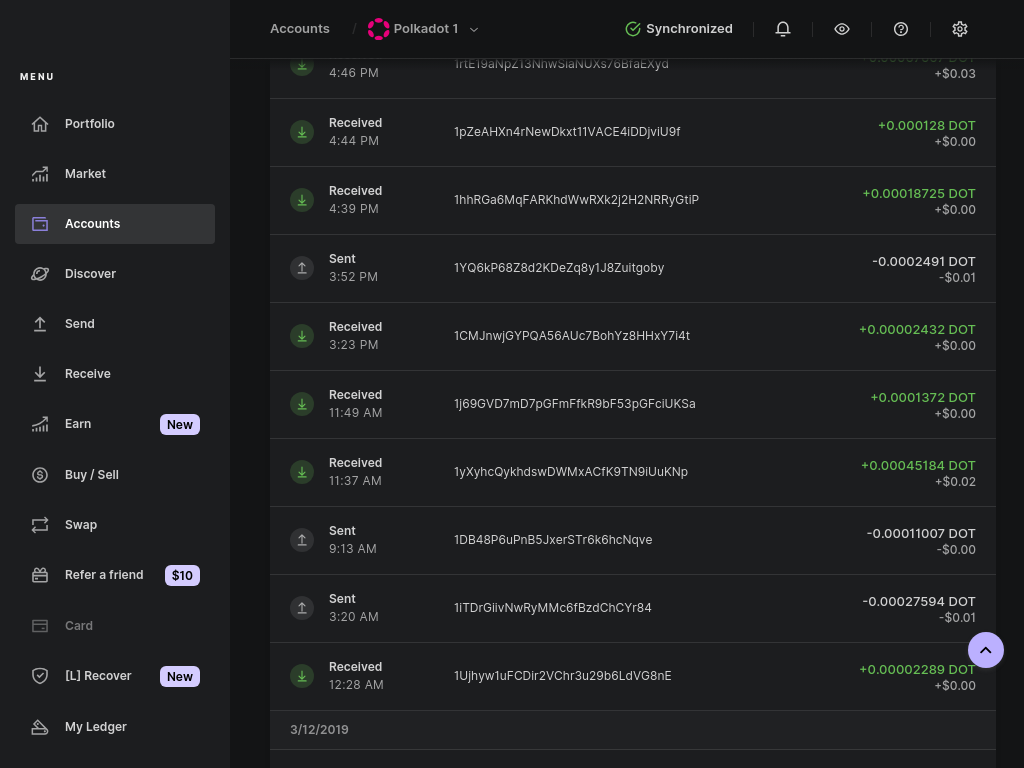 Accounts / Polkadot 1
Synchronized
MENU
Portfolio
Market
Accounts
Discover
Send
Receive
Earn New
Buy / Sell
Swap
Refer a friend $10
Card
[L] Recover New
My Ledger
4:46 PM
+$0.03
Received
4:44 PM
1pZeAHXn4rNewDkxt11VACE4iDDjviU9f
+0.000128 DOT
+$0.00
Received
4:39 PM
1hhRGa6MqFARKhdWwRXk2j2H2NRRyGtiP
+0.00018725 DOT
+$0.00
Sent
3:52 PM
1YQ6kP68Z8d2KDeZq8y1J8Zuitgoby
-0.0002491 DOT
-$0.01
Received
3:23 PM
1CMJnwjGYPQA56AUc7BohYz8HHxY7i4t
+0.00002432 DOT
+$0.00
Received
11:49 AM
1j69GVD7mD7pGFmFfkR9bF53pGFciUKSa
+0.0001372 DOT
+$0.00
Received
11:37 AM
1yXyhcQykhdswDWMxACfK9TN9iUuKNp
+0.00045184 DOT
+$0.02
Sent
9:13 AM
1DB48P6uPnB5JxerSTr6k6hcNqve
-0.00011007 DOT
-$0.00
Sent
3:20 AM
1iTDrGiivNwRyMMc6fBzdChCYr84
-0.00027594 DOT
-$0.01
Received
12:28 AM
1Ujhyw1uFCDir2VChr3u29b6LdVG8nE
+0.00002289 DOT
+$0.00
3/12/2019